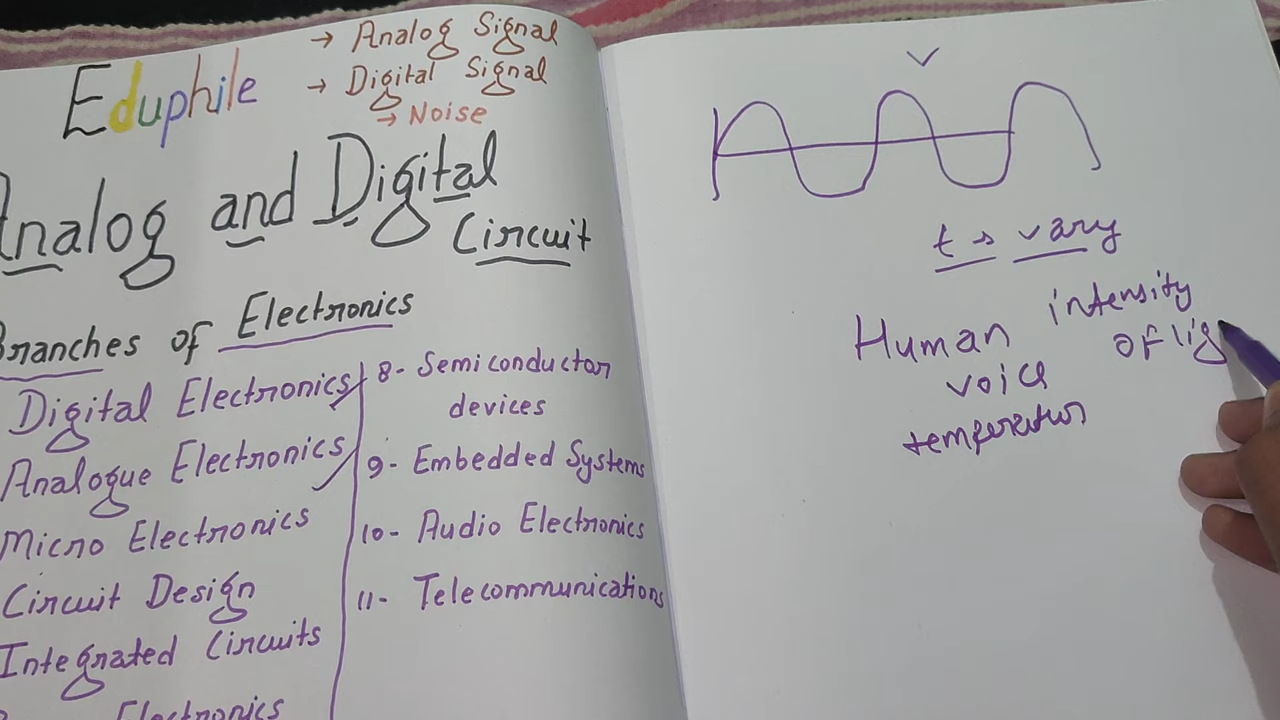 Eduphile
→ Analog Signal
→ Digital Signal
→ Noise
Analog and Digital
Circuit
Branches of Electronics
Digital Electronics
Analogue Electronics
Micro Electronics
Circuit Design
Integrated Circuits
Electronics
8- Semiconductor
devices
9- Embedded Systems
10- Audio Electronics
11- Telecommunications
t → vary
Human
voice
intensity
of lig